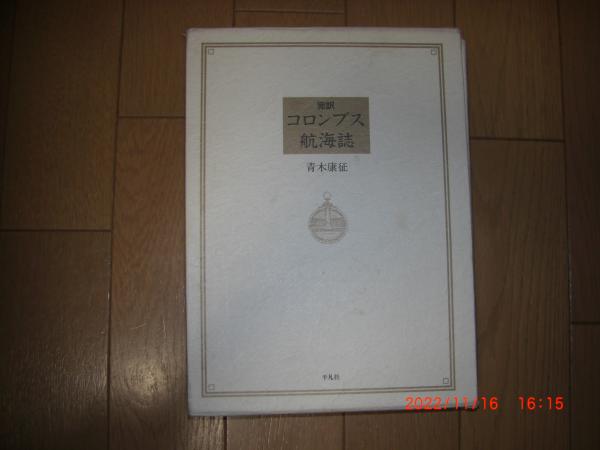 完訳
コロンブス
航海誌
青木康征
平凡社
2022/11/16 16:15